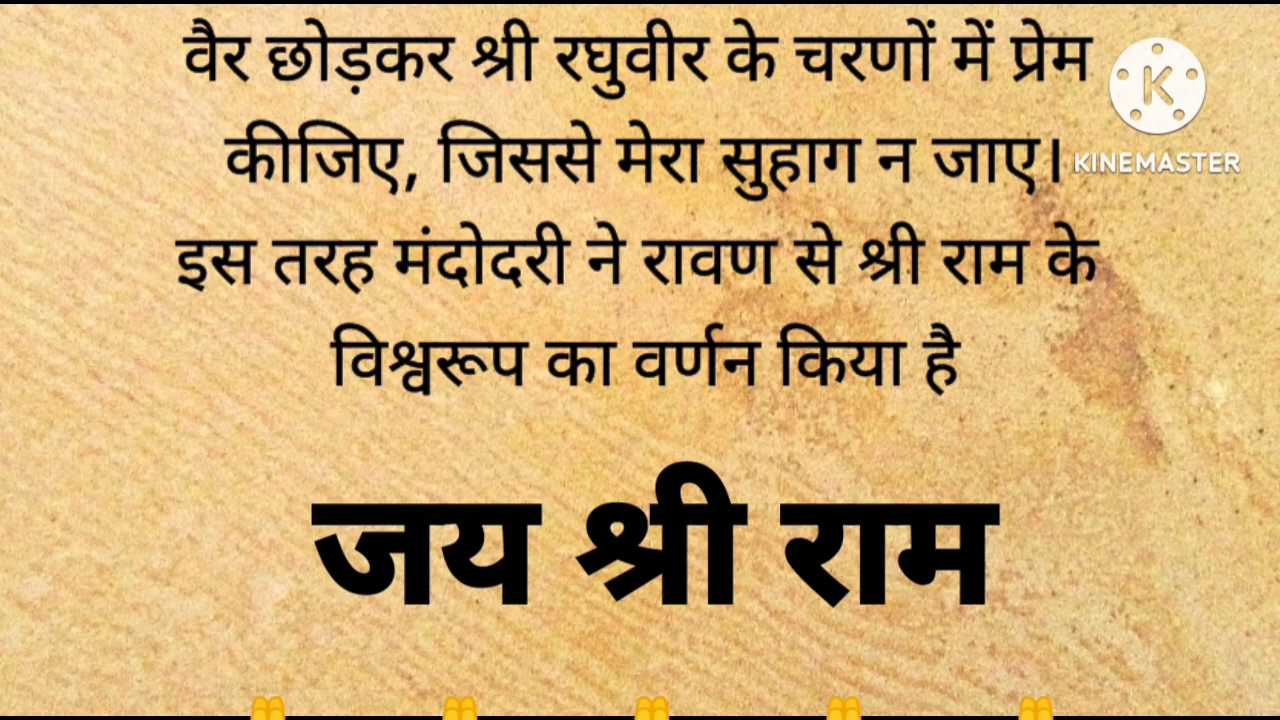 वैर छोड़कर श्री रघुवीर के चरणों में प्रेम
कीजिए, जिससे मेरा सुहाग न जाए।
इस तरह मंदोदरी ने रावण से श्री राम के
विश्वरूप का वर्णन किया है
जय श्री राम
K
KINEMASTER